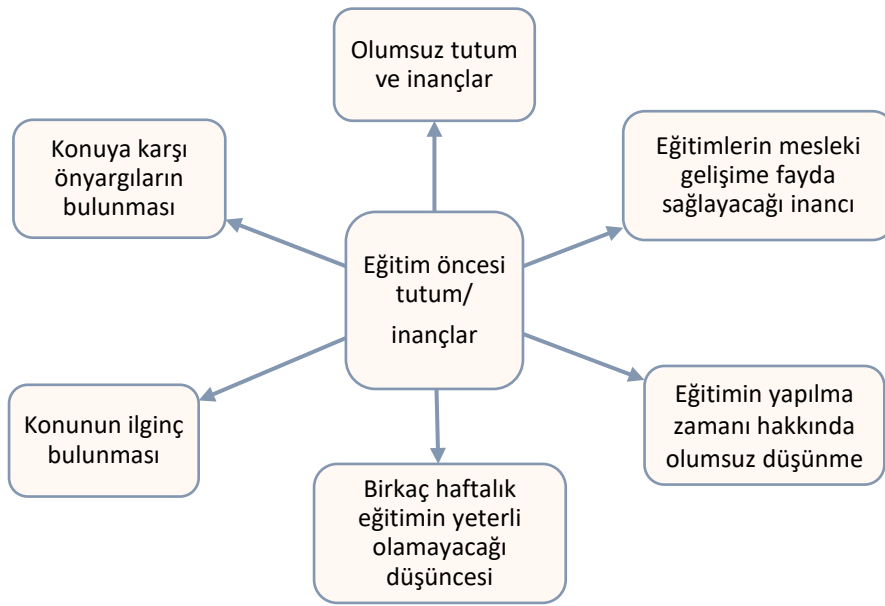 Olumsuz tutum
ve inançlar
Konuya karşı
önyargıların
bulunması
Eğitimlerin mesleki
gelişime fayda
sağlayacağı inancı
Eğitim öncesi
tutum/
inançlar
Konunun ilginç
bulunması
Eğitimin yapılma
zamanı hakkında
olumsuz düşünme
Birkaç haftalık
eğitimin yeterli
olamayacağı
düşüncesi